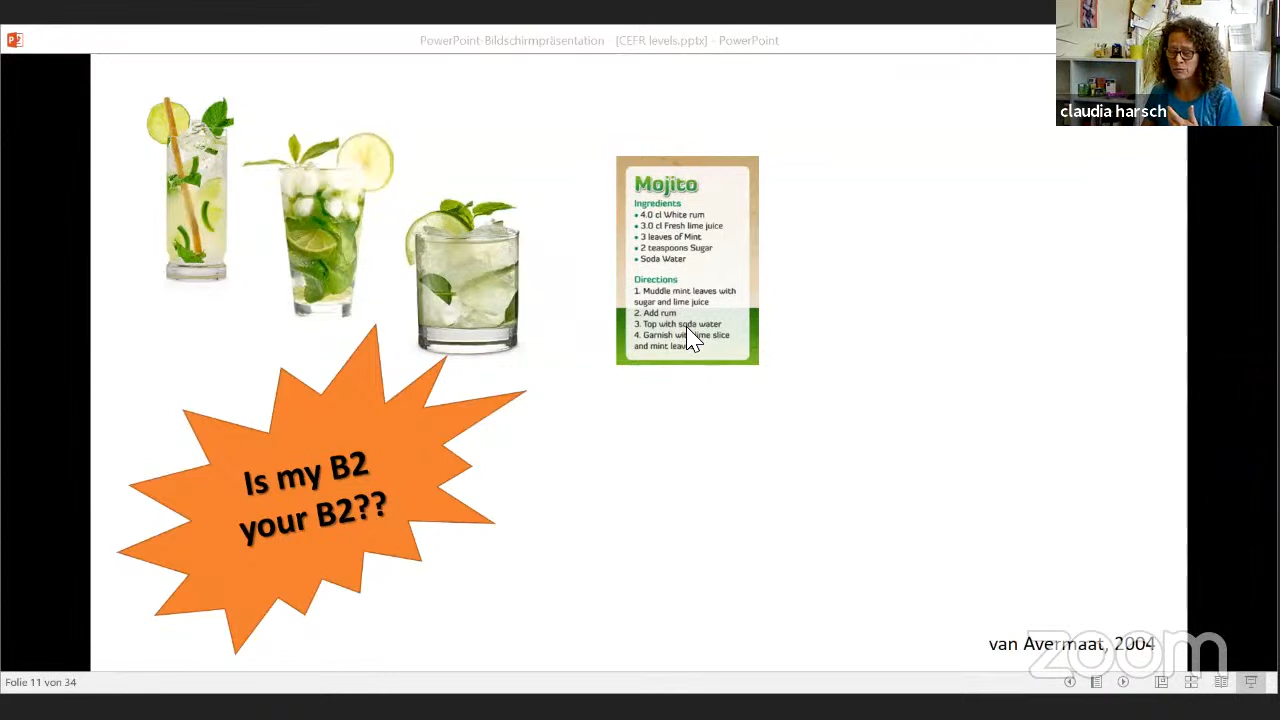 PowerPoint-Bildschirmpräsentation [CEFR levels.pptx] - PowerPoint
claudia harsch
Mojito
Ingredients
• 4.0 cl White rum
• 3.0 cl Fresh lime juice
• 3 leaves of Mint
• 2 teaspoons Sugar
• Soda Water
Directions
1. Muddle mint leaves with
sugar and lime juice
2. Add rum
3. Top with soda water
4. Garnish with lime slice
and mint leaves
Is my B2
your B2??
van Avermaat, 2004
zoom
Folie 11 von 34